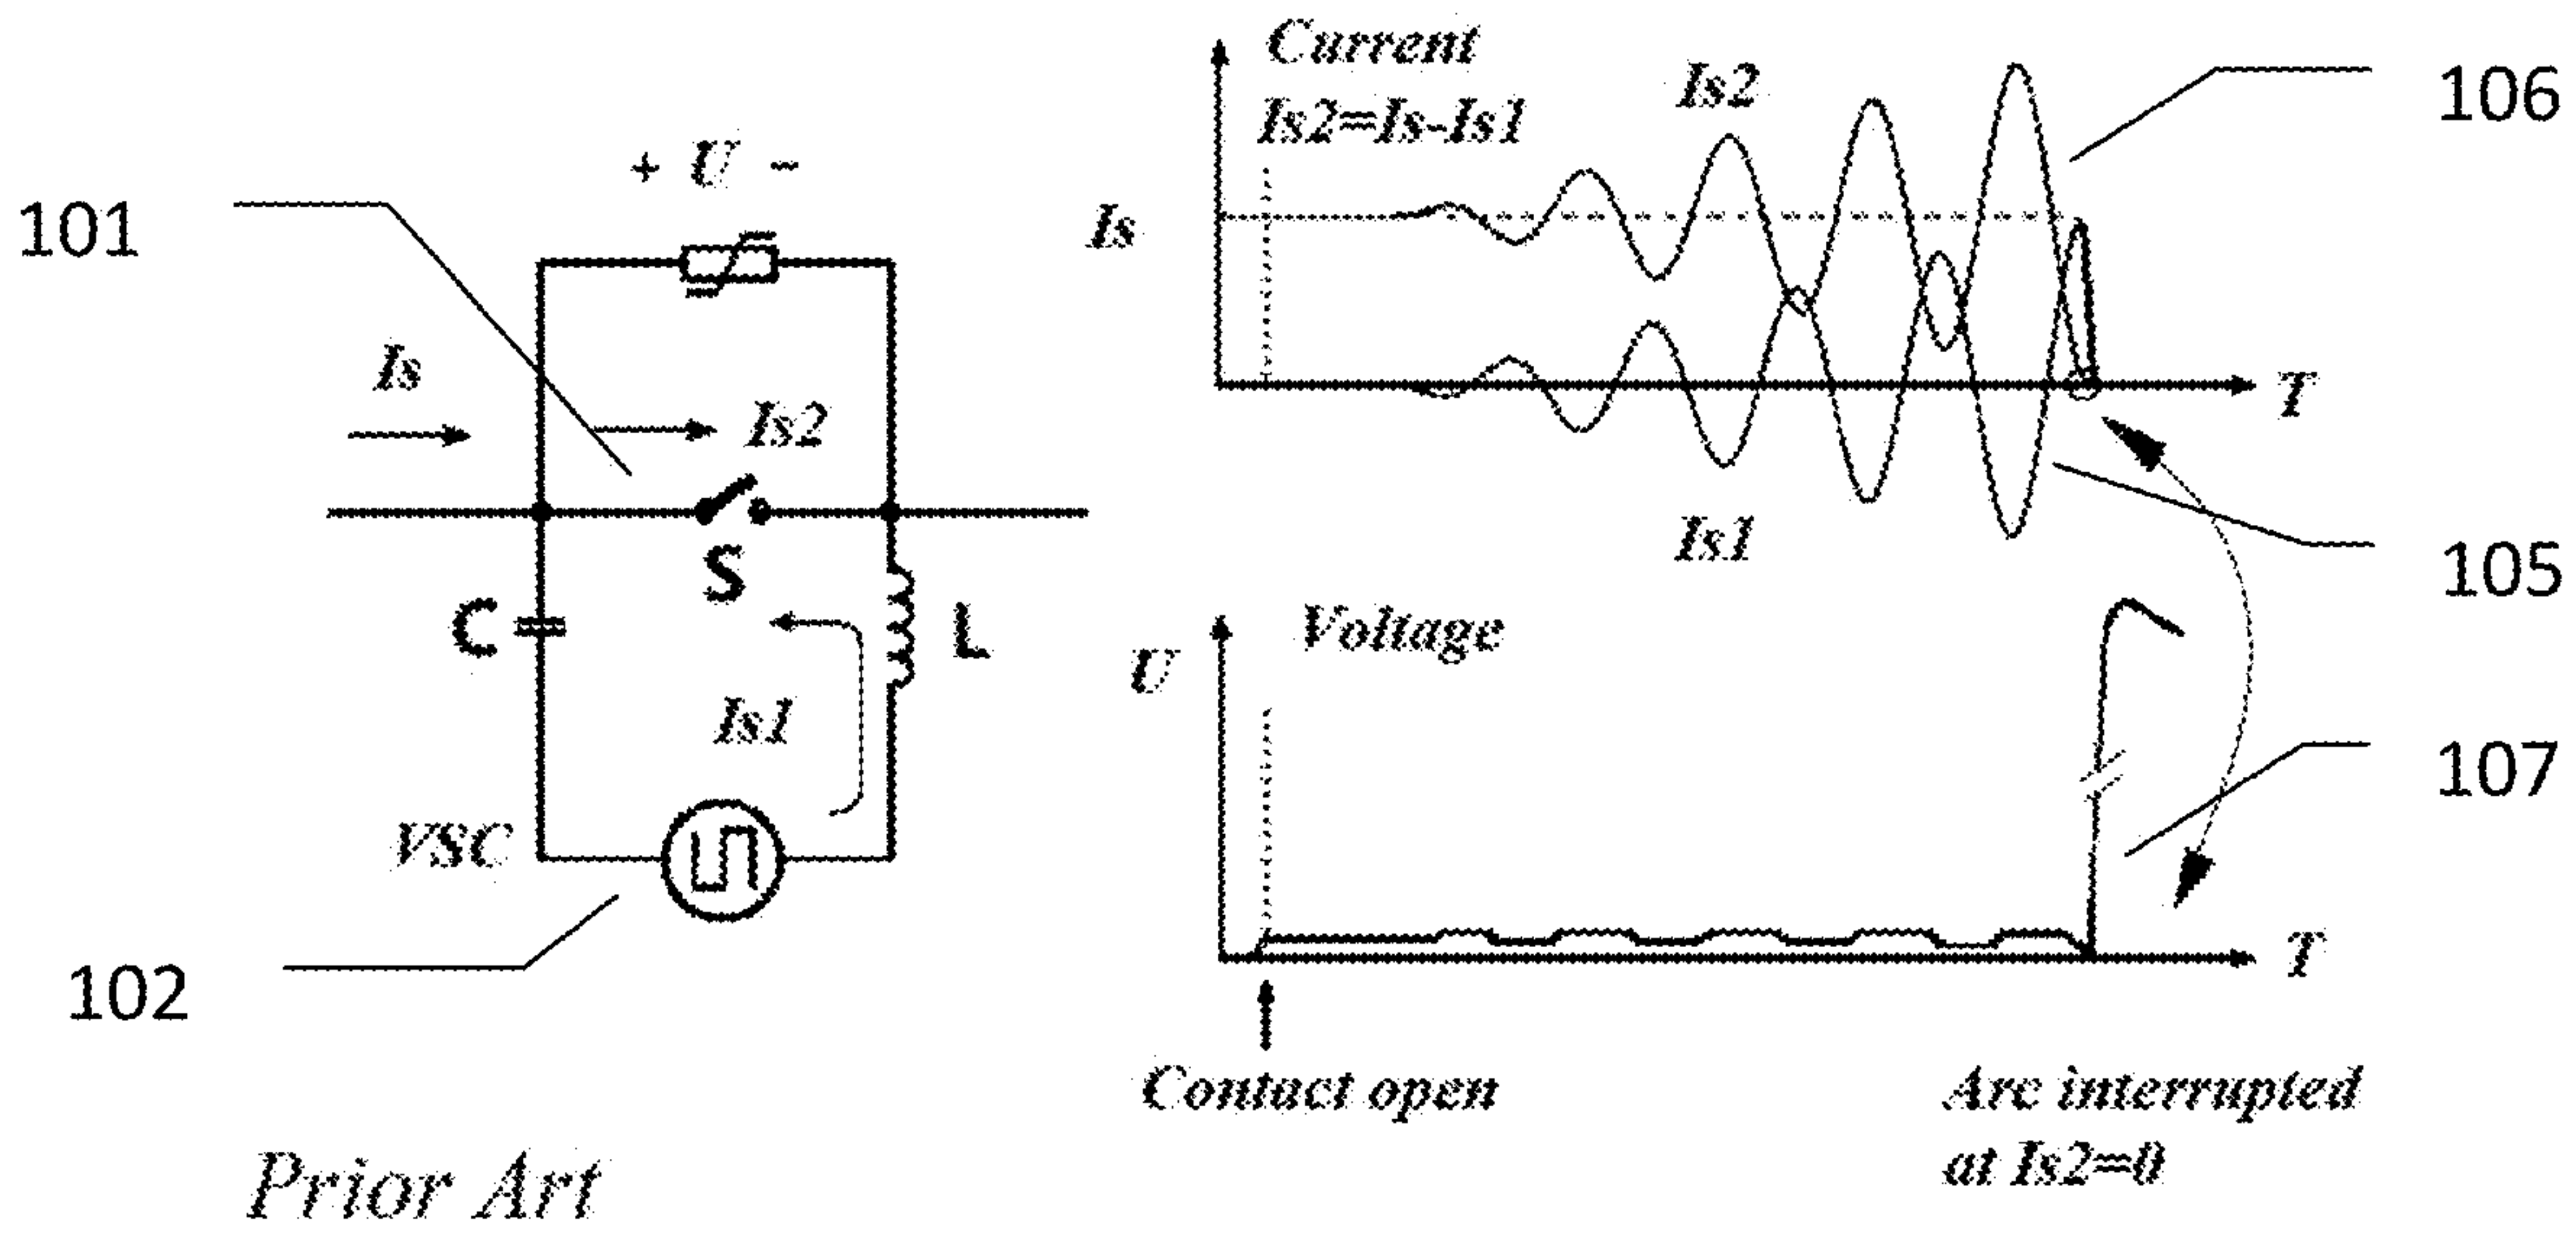 + U -
101
Is
Is2
S
C
L
Is1
VSC
102
Prior Art
Current
Is2=Is-Is1
Is2
106
Is
T
Is1
105
Voltage
U
107
T
Contact open
Arc interrupted
at Is2=0